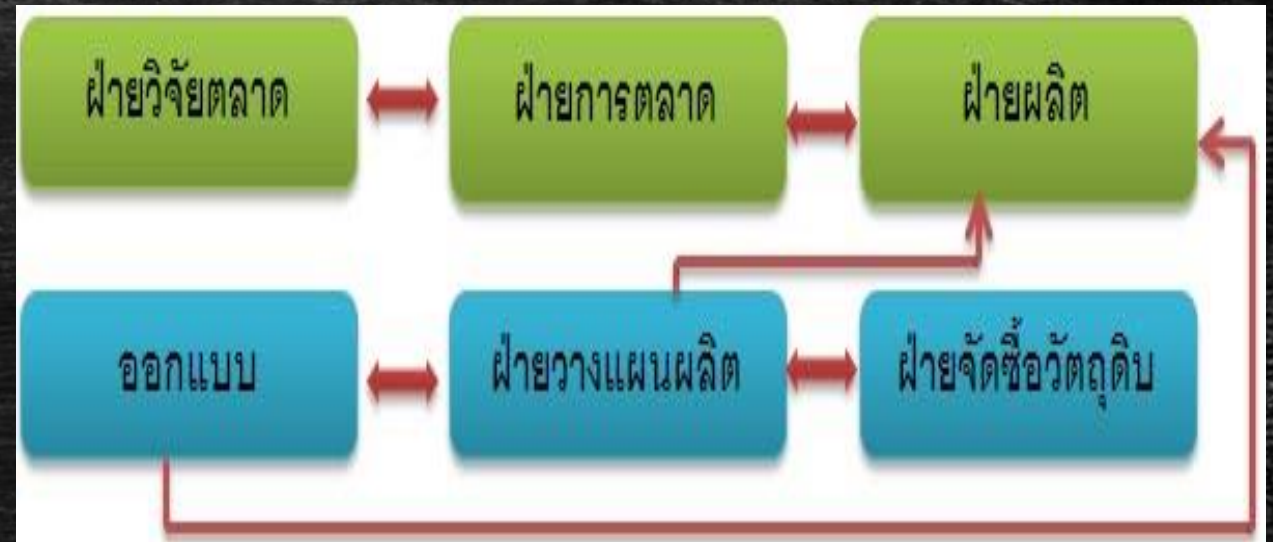 ฝ่ายวิจัยตลาด
ฝ่ายการตลาด
ฝ่ายผลิต
ออกแบบ
ฝ่ายวางแผนผลิต
ฝ่ายจัดซื้อวัตถุดิบ